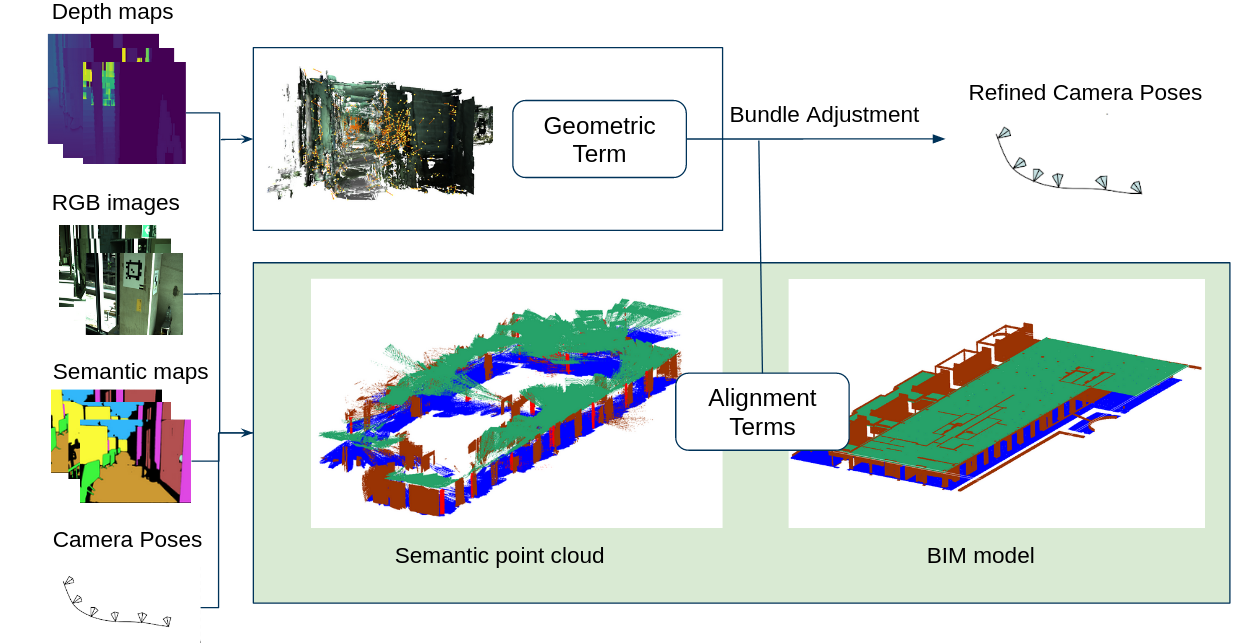 Depth maps
RGB images
Semantic maps
Camera Poses
Geometric
Term
Bundle Adjustment
Refined Camera Poses
Alignment
Terms
Semantic point cloud
BIM model